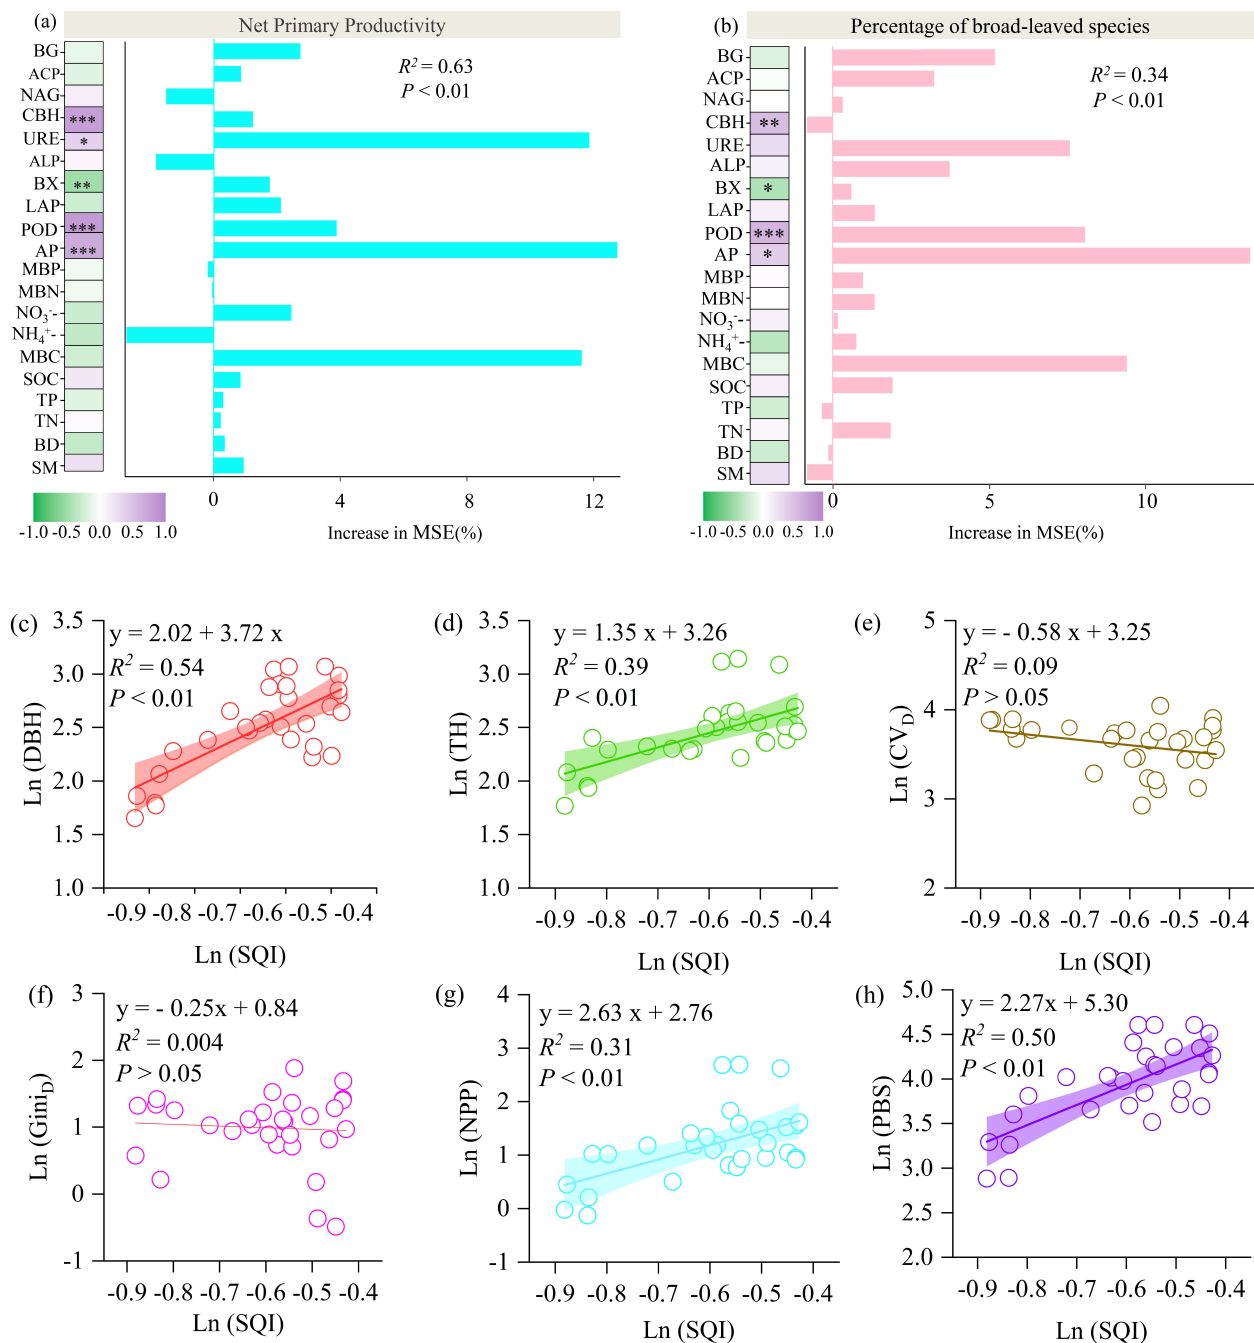 (a)
Net Primary Productivity
R² = 0.63
P < 0.01
BG
ACP
NAG
CBH
***
URE
*
ALP
BX
**
LAP
POD
***
AP
***
MBP
MBN
NO₃⁻-
NH₄⁺-
MBC
SOC
TP
TN
BD
SM
0
4
8
12
-1.0 -0.5 0.0 0.5 1.0
Increase in MSE(%)
(b)
Percentage of broad-leaved species
R² = 0.34
P < 0.01
BG
ACP
NAG
CBH
**
URE
ALP
BX
*
LAP
POD
***
AP
*
MBP
MBN
NO₃⁻-
NH₄⁺-
MBC
SOC
TP
TN
BD
SM
0
5
10
-1.0 -0.5 0.0 0.5 1.0
Increase in MSE(%)
(c)
y = 2.02 + 3.72 x
R² = 0.54
P < 0.01
3.5
3.0
2.5
2.0
1.5
1.0
Ln (DBH)
-0.9 -0.8 -0.7 -0.6 -0.5 -0.4
Ln (SQI)
(d)
y = 1.35 x + 3.26
R² = 0.39
P < 0.01
3.5
3.0
2.5
2.0
1.5
1.0
Ln (TH)
-0.9 -0.8 -0.7 -0.6 -0.5 -0.4
Ln (SQI)
(e)
y = - 0.58 x + 3.25
R² = 0.09
P > 0.05
5
4
3
2
Ln (CV_D)
-0.9 -0.8 -0.7 -0.6 -0.5 -0.4
Ln (SQI)
(f)
y = - 0.25x + 0.84
R² = 0.004
P > 0.05
3
2
1
0
-1
Ln (Gini_D)
-0.9 -0.8 -0.7 -0.6 -0.5 -0.4
Ln (SQI)
(g)
y = 2.63 x + 2.76
R² = 0.31
P < 0.01
4
3
2
1
0
-1
Ln (NPP)
-0.9 -0.8 -0.7 -0.6 -0.5 -0.4
Ln (SQI)
(h)
y = 2.27x + 5.30
R² = 0.50
P < 0.01
5.0
4.5
4.0
3.5
3.0
2.5
2.0
Ln (PBS)
-0.9 -0.8 -0.7 -0.6 -0.5 -0.4
Ln (SQI)